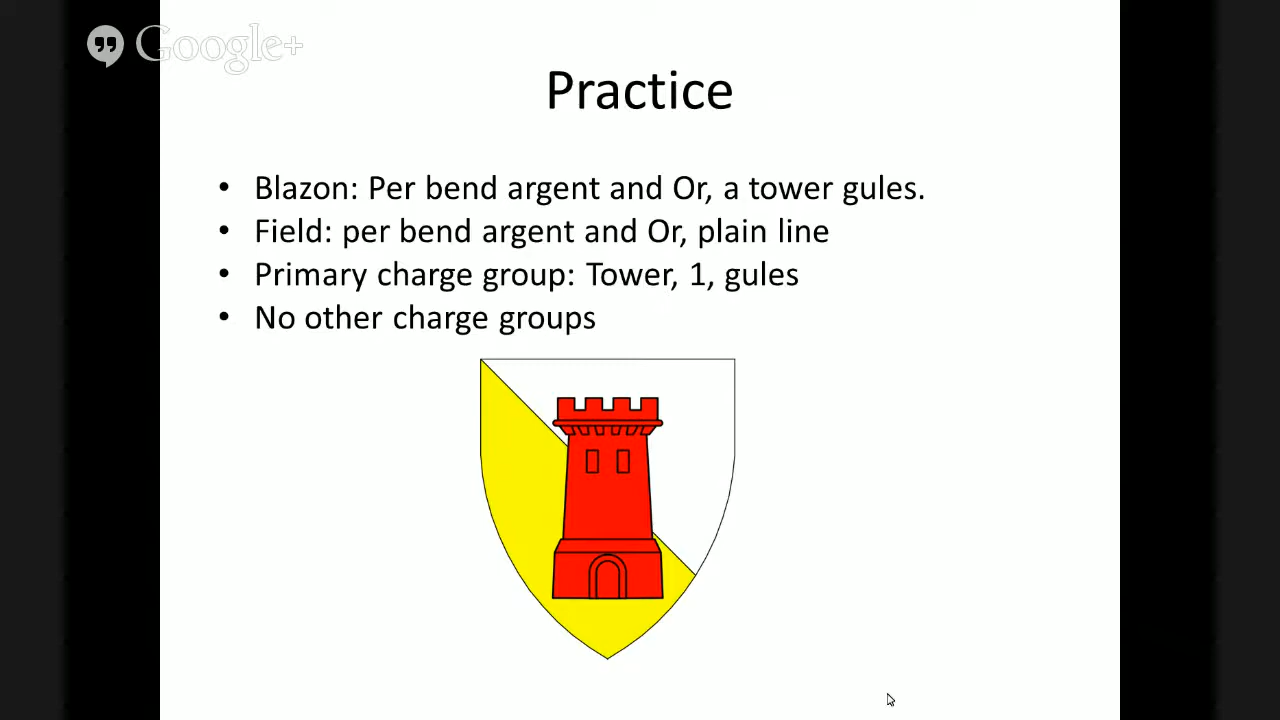 Google+
Practice
• Blazon: Per bend argent and Or, a tower gules.
• Field: per bend argent and Or, plain line
• Primary charge group: Tower, 1, gules
• No other charge groups